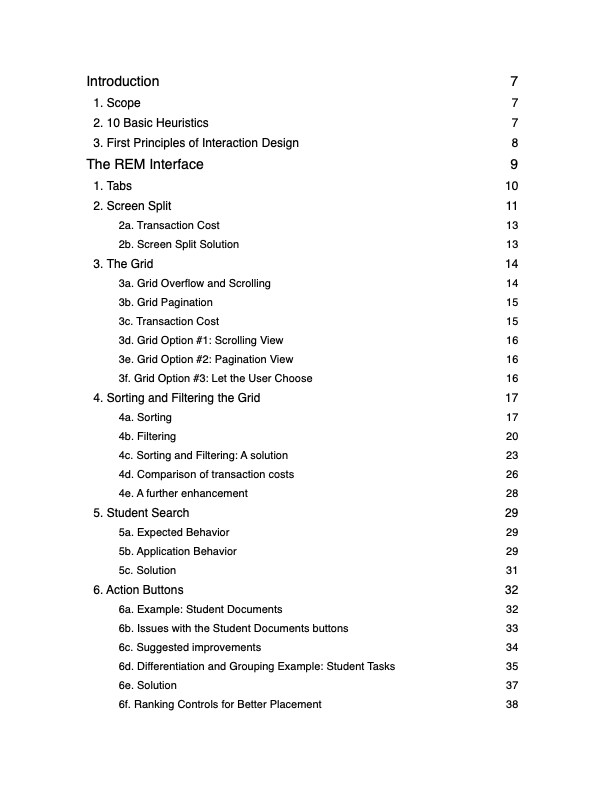 Introduction 7
1. Scope 7
2. 10 Basic Heuristics 7
3. First Principles of Interaction Design 8
The REM Interface 9
1. Tabs 10
2. Screen Split 11
2a. Transaction Cost 13
2b. Screen Split Solution 13
3. The Grid 14
3a. Grid Overflow and Scrolling 14
3b. Grid Pagination 15
3c. Transaction Cost 15
3d. Grid Option #1: Scrolling View 16
3e. Grid Option #2: Pagination View 16
3f. Grid Option #3: Let the User Choose 16
4. Sorting and Filtering the Grid 17
4a. Sorting 17
4b. Filtering 20
4c. Sorting and Filtering: A solution 23
4d. Comparison of transaction costs 26
4e. A further enhancement 28
5. Student Search 29
5a. Expected Behavior 29
5b. Application Behavior 29
5c. Solution 31
6. Action Buttons 32
6a. Example: Student Documents 32
6b. Issues with the Student Documents buttons 33
6c. Suggested improvements 34
6d. Differentiation and Grouping Example: Student Tasks 35
6e. Solution 37
6f. Ranking Controls for Better Placement 38